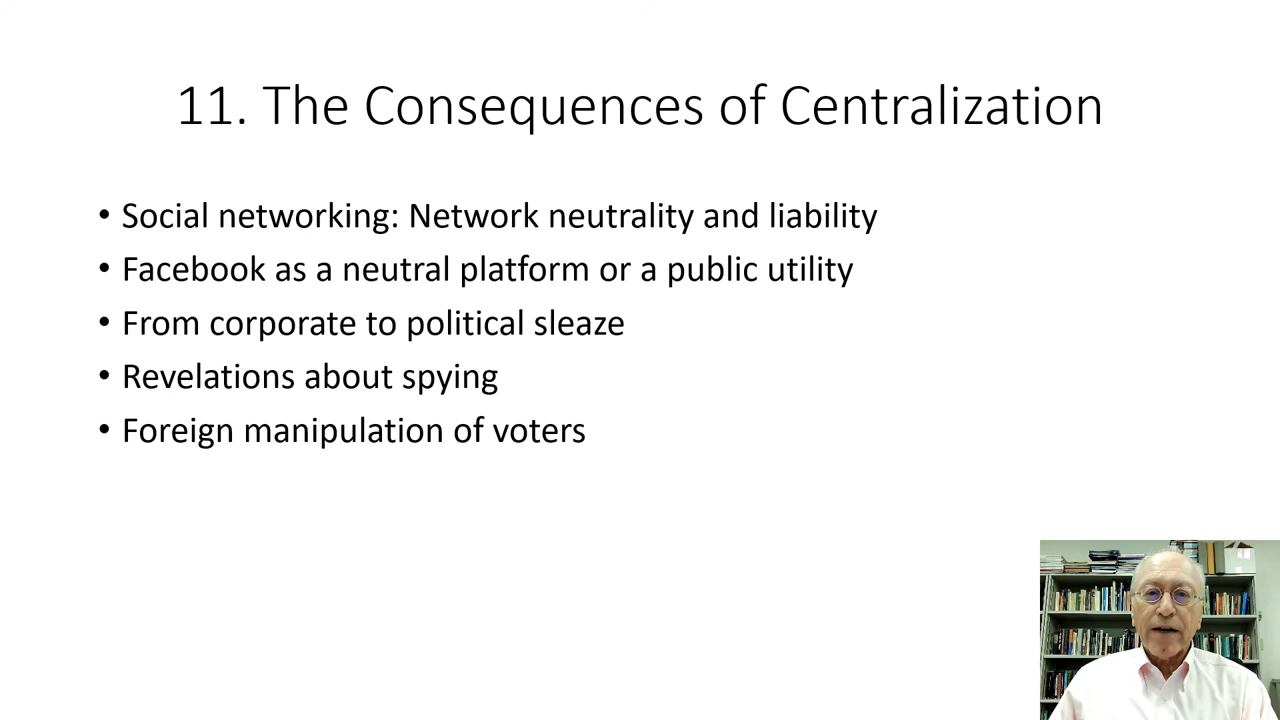 11. The Consequences of Centralization
• Social networking: Network neutrality and liability
• Facebook as a neutral platform or a public utility
• From corporate to political sleaze
• Revelations about spying
• Foreign manipulation of voters